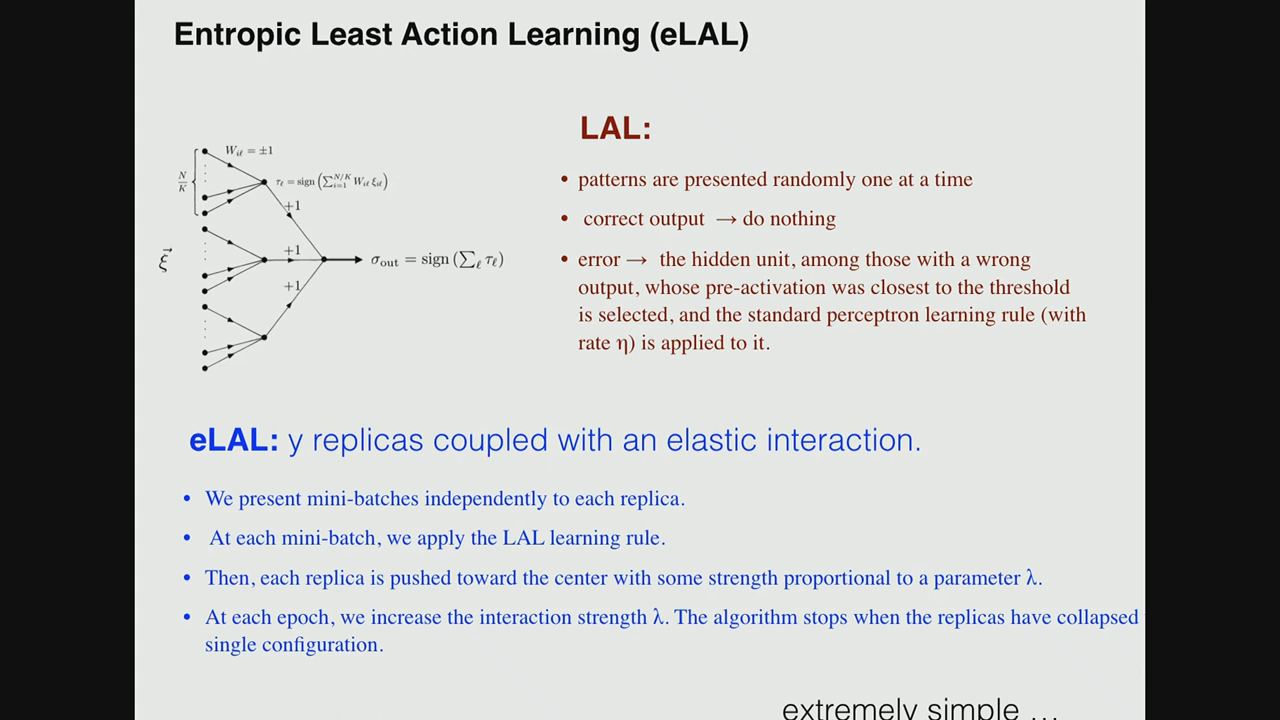 Entropic Least Action Learning (eLAL)
LAL:
W_{iℓ} = ±1
N/K
τ_ℓ = sign(∑_{i=1}^{N/K} W_{iℓ} ξ_{iℓ})
+1
+1
+1
ξ⃗
σ_out = sign(∑_ℓ τ_ℓ)
• patterns are presented randomly one at a time
• correct output → do nothing
• error → the hidden unit, among those with a wrong
output, whose pre-activation was closest to the threshold
is selected, and the standard perceptron learning rule (with
rate η) is applied to it.
eLAL: y replicas coupled with an elastic interaction.
• We present mini-batches independently to each replica.
• At each mini-batch, we apply the LAL learning rule.
• Then, each replica is pushed toward the center with some strength proportional to a parameter λ.
• At each epoch, we increase the interaction strength λ. The algorithm stops when the replicas have collapsed
single configuration.
extremely simple ...